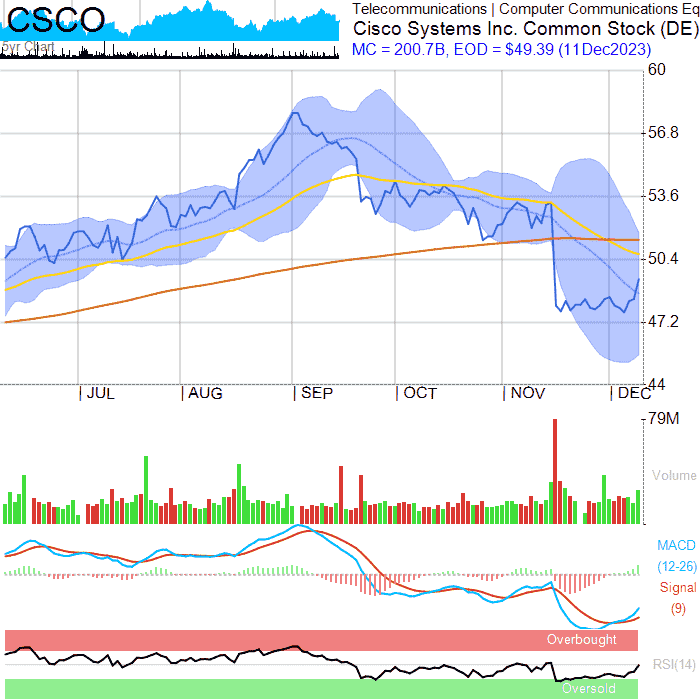 CSCO
5yr Chart
Telecommunications | Computer Communications Eq
Cisco Systems Inc. Common Stock (DE)
MC = 200.7B, EOD = $49.39 (11Dec2023)
60
56.8
53.6
50.4
47.2
44
| JUL | AUG | SEP | OCT | NOV | DEC
79M
Volume
MACD
(12-26)
Signal
(9)
Overbought
RSI(14)
Oversold